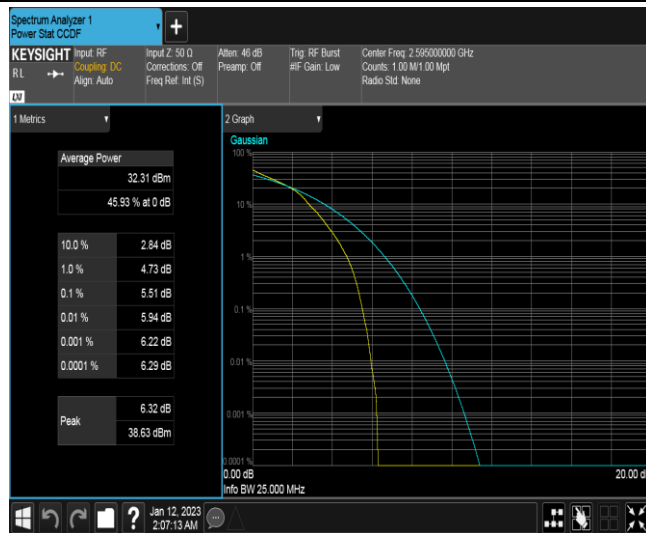 Spectrum Analyzer 1
Power Stat CCDF
KEYSIGHT
RL
Input: RF
Coupling: DC
Align: Auto
Input Z: 50 Ω
Corrections: Off
Freq Ref: Int (S)
Atten: 46 dB
Preamp: Off
Trig: RF Burst
#IF Gain: Low
Center Freq: 2.595000000 GHz
Counts: 1.00 M/1.00 Mpt
Radio Std: None
1 Metrics
Average Power
32.31 dBm
45.93 % at 0 dB
10.0 % 2.84 dB
1.0 % 4.73 dB
0.1 % 5.51 dB
0.01 % 5.94 dB
0.001 % 6.22 dB
0.0001 % 6.29 dB
Peak
6.32 dB
38.63 dBm
2 Graph
Gaussian
100 %
10 %
1 %
0.1 %
0.01 %
0.001 %
0.0001 %
0.00 dB
20.00 d
Info BW 25.000 MHz
?
Jan 12, 2023
2:07:13 AM